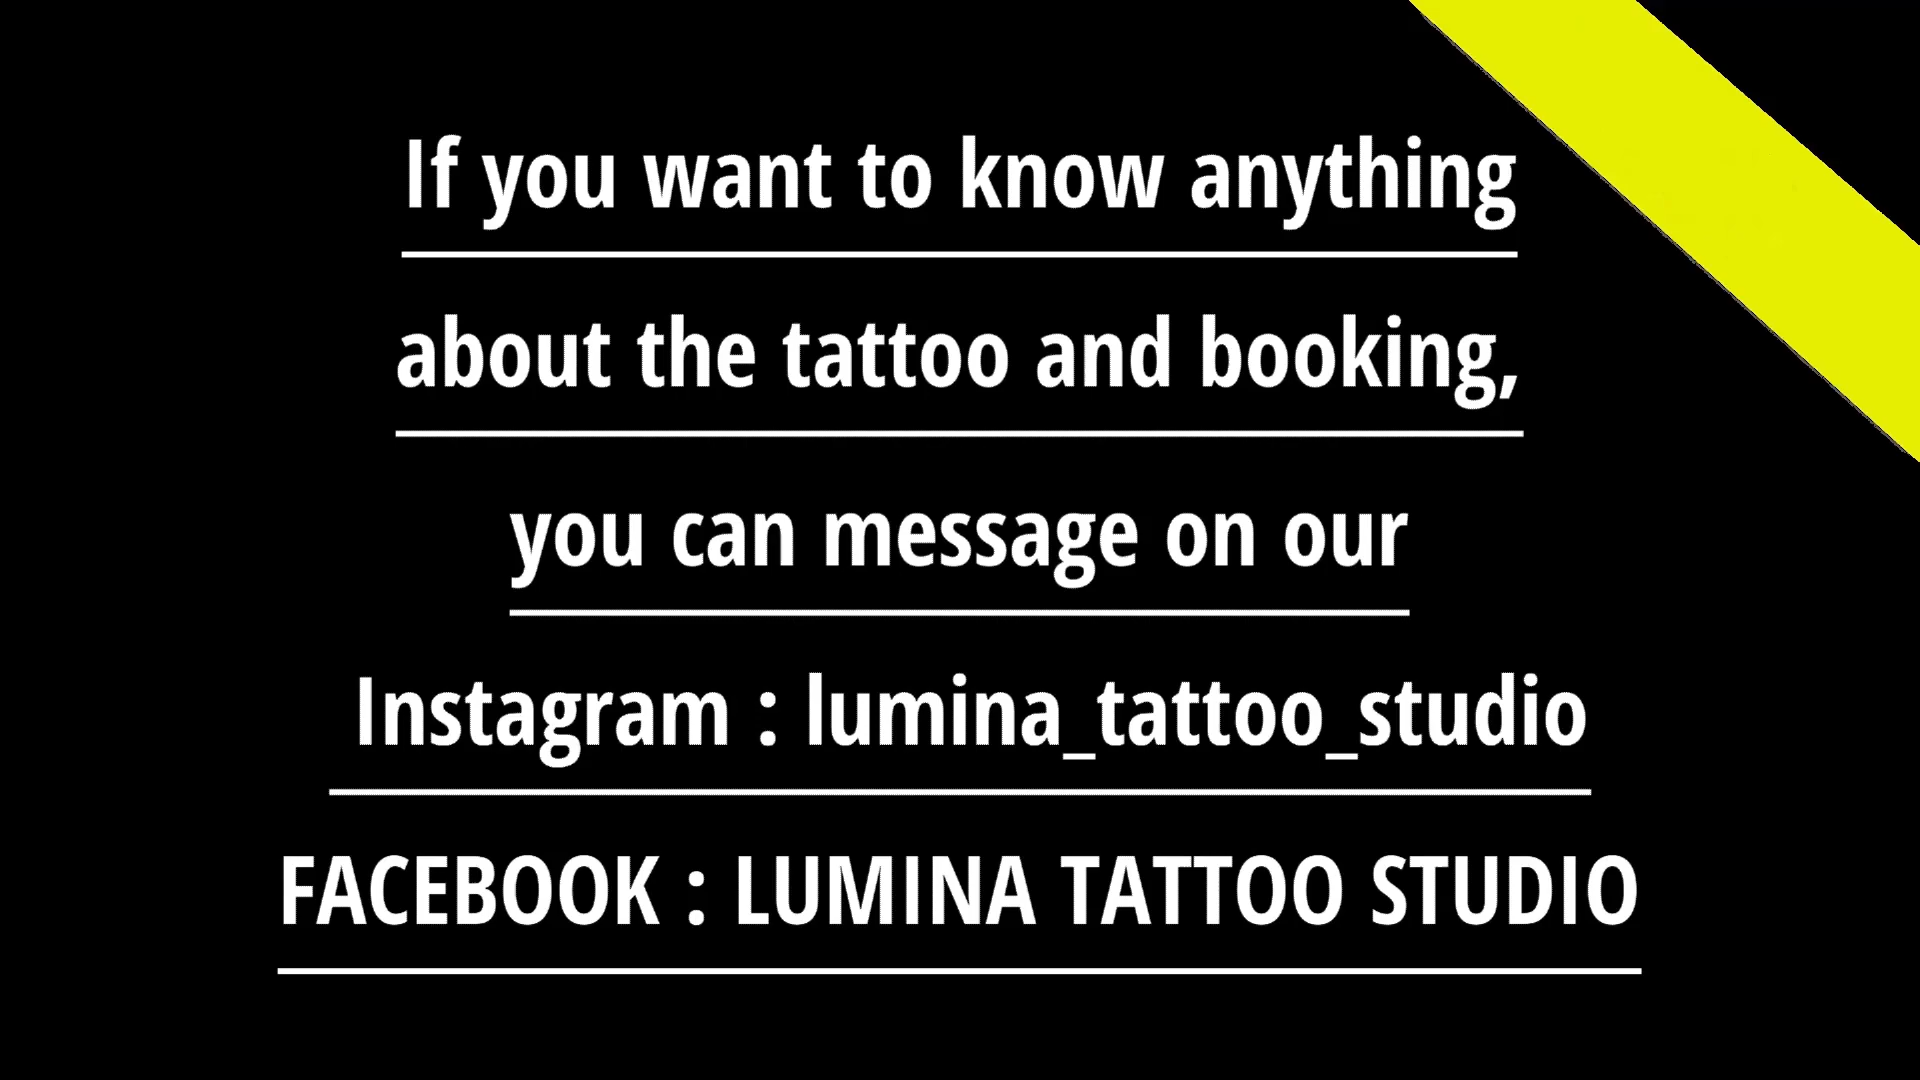 If you want to know anything
about the tattoo and booking,
you can message on our
Instagram : lumina_tattoo_studio
FACEBOOK : LUMINA TATTOO STUDIO